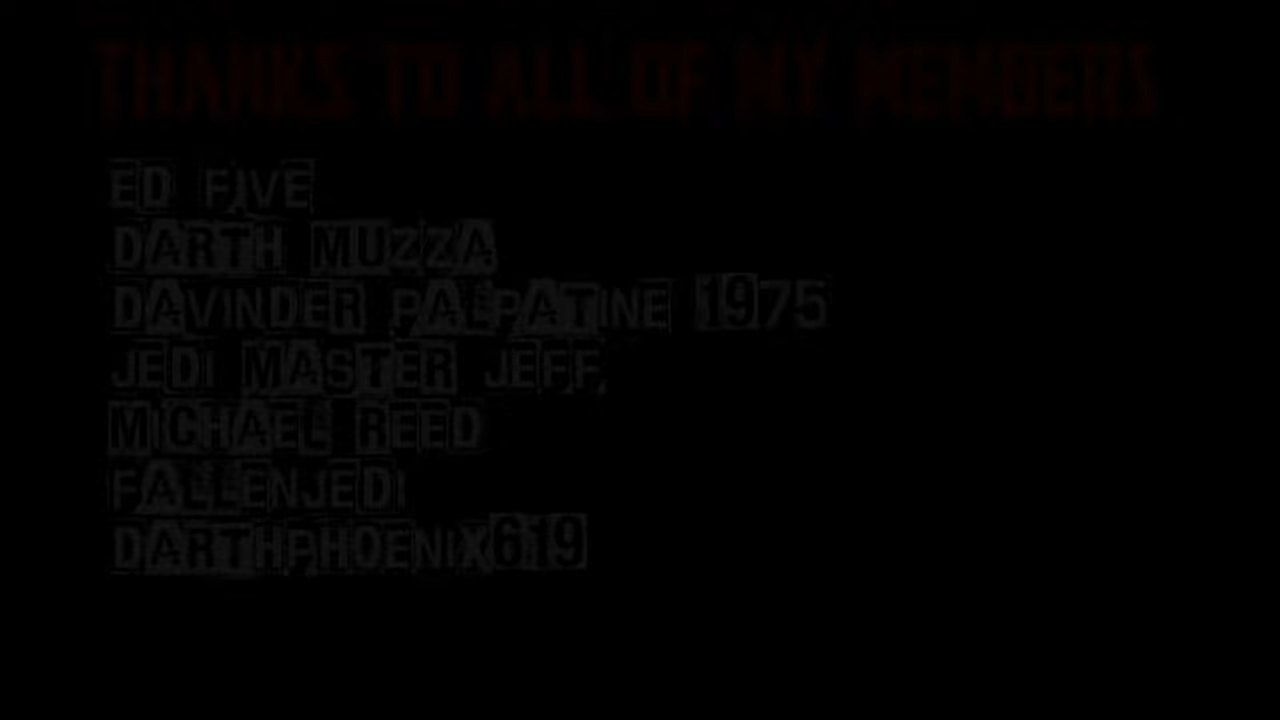 THANKS TO ALL OF MY MEMBERS
ED FIVE
DARTH MUZZA
DAVINDER PALPATINE 1975
JEDI MASTER JEFF,
MICHAEL REED
FALLENJEDI
DARTHPHOENIX619